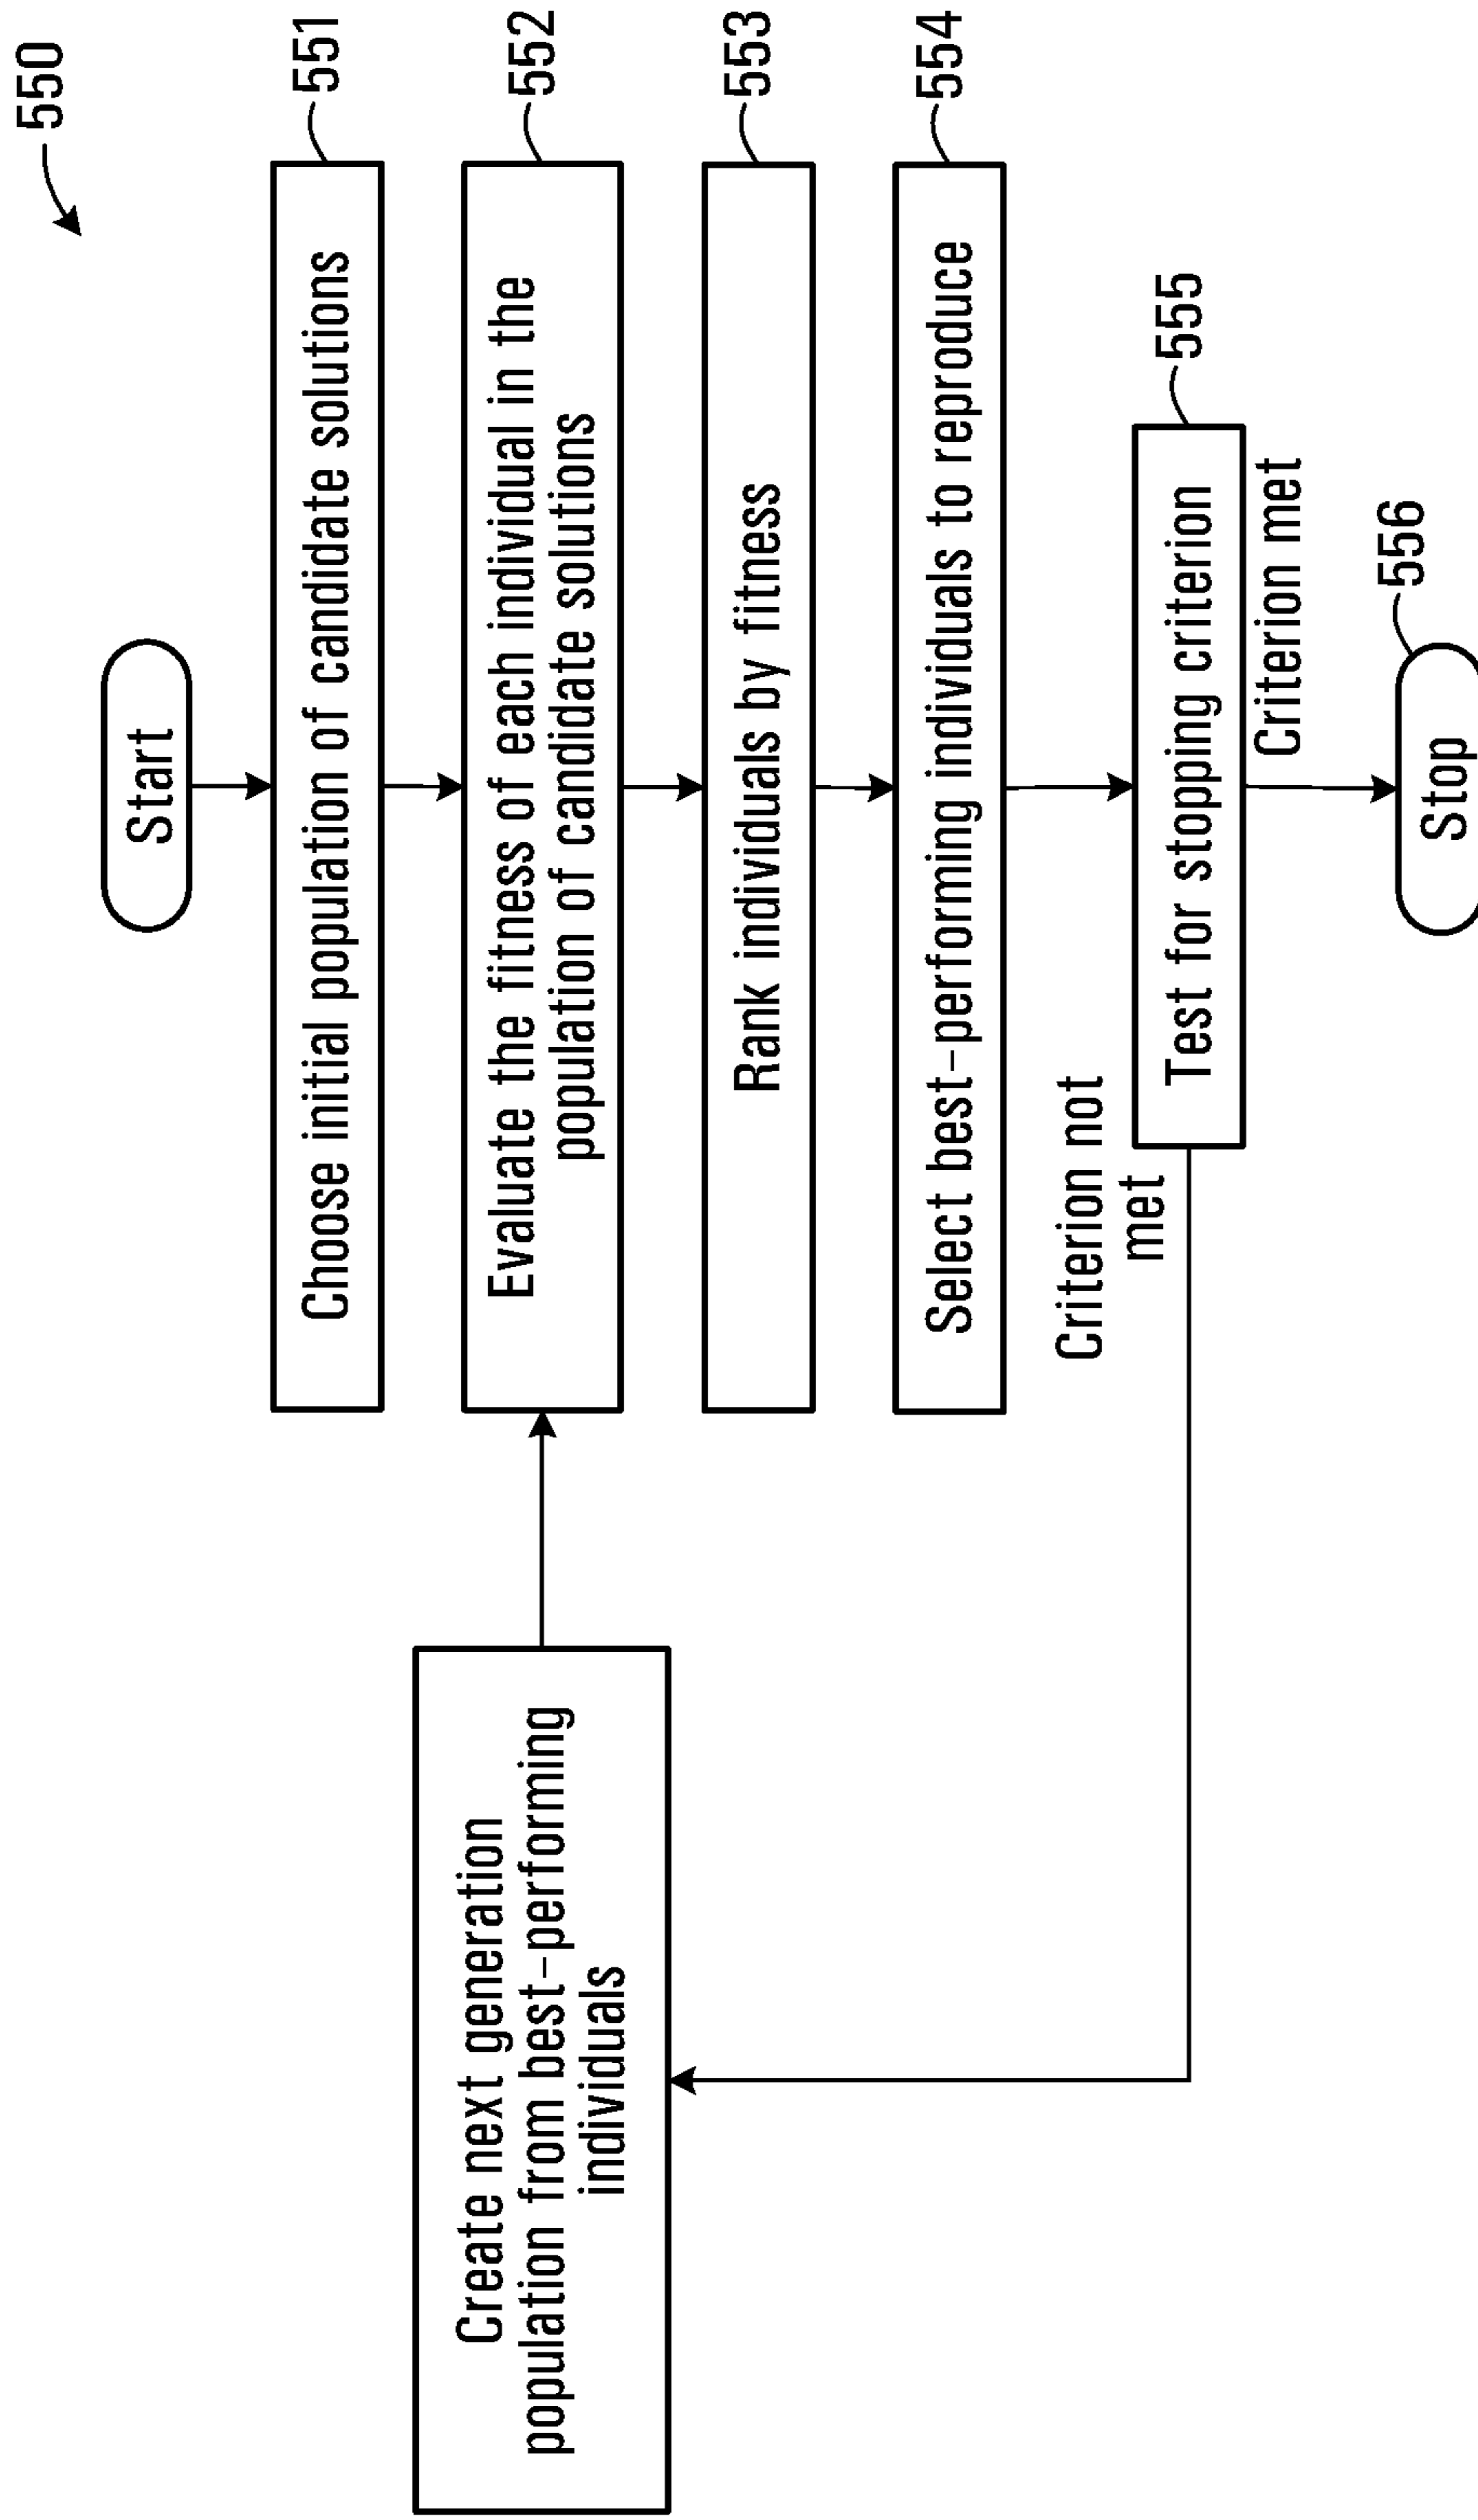 550
Start
Choose initial population of candidate solutions
551
Evaluate the fitness of each individual in the
population of candidate solutions
552
Rank individuals by fitness
553
Select best-performing individuals to reproduce
554
Test for stopping criterion
555
Criterion not
met
Criterion met
Create next generation
population from best-performing
individuals
Stop
556